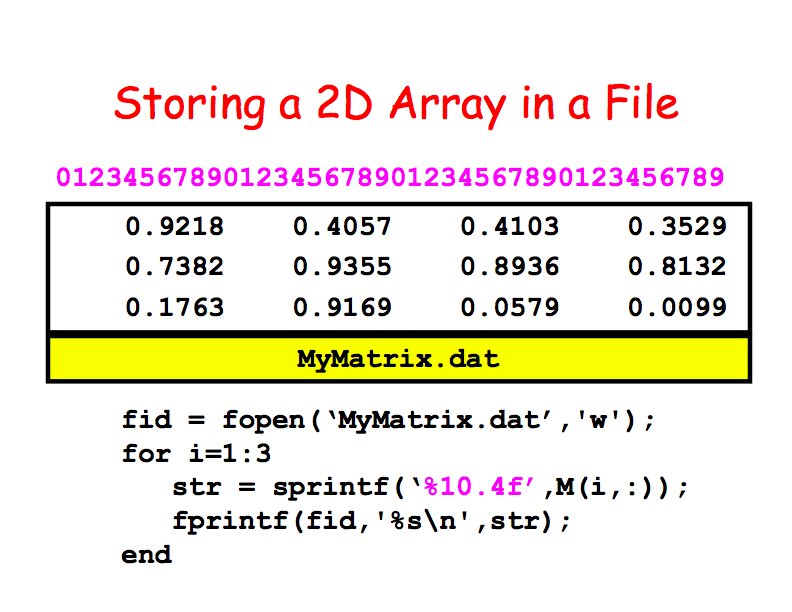 Storing a 2D Array in a File
0123456789012345678901234567890123456789
0.9218 0.4057 0.4103 0.3529
0.7382 0.9355 0.8936 0.8132
0.1763 0.9169 0.0579 0.0099
MyMatrix.dat
fid = fopen(‘MyMatrix.dat’,'w');
for i=1:3
str = sprintf(‘%10.4f’,M(i,:));
fprintf(fid,'%s\n',str);
end